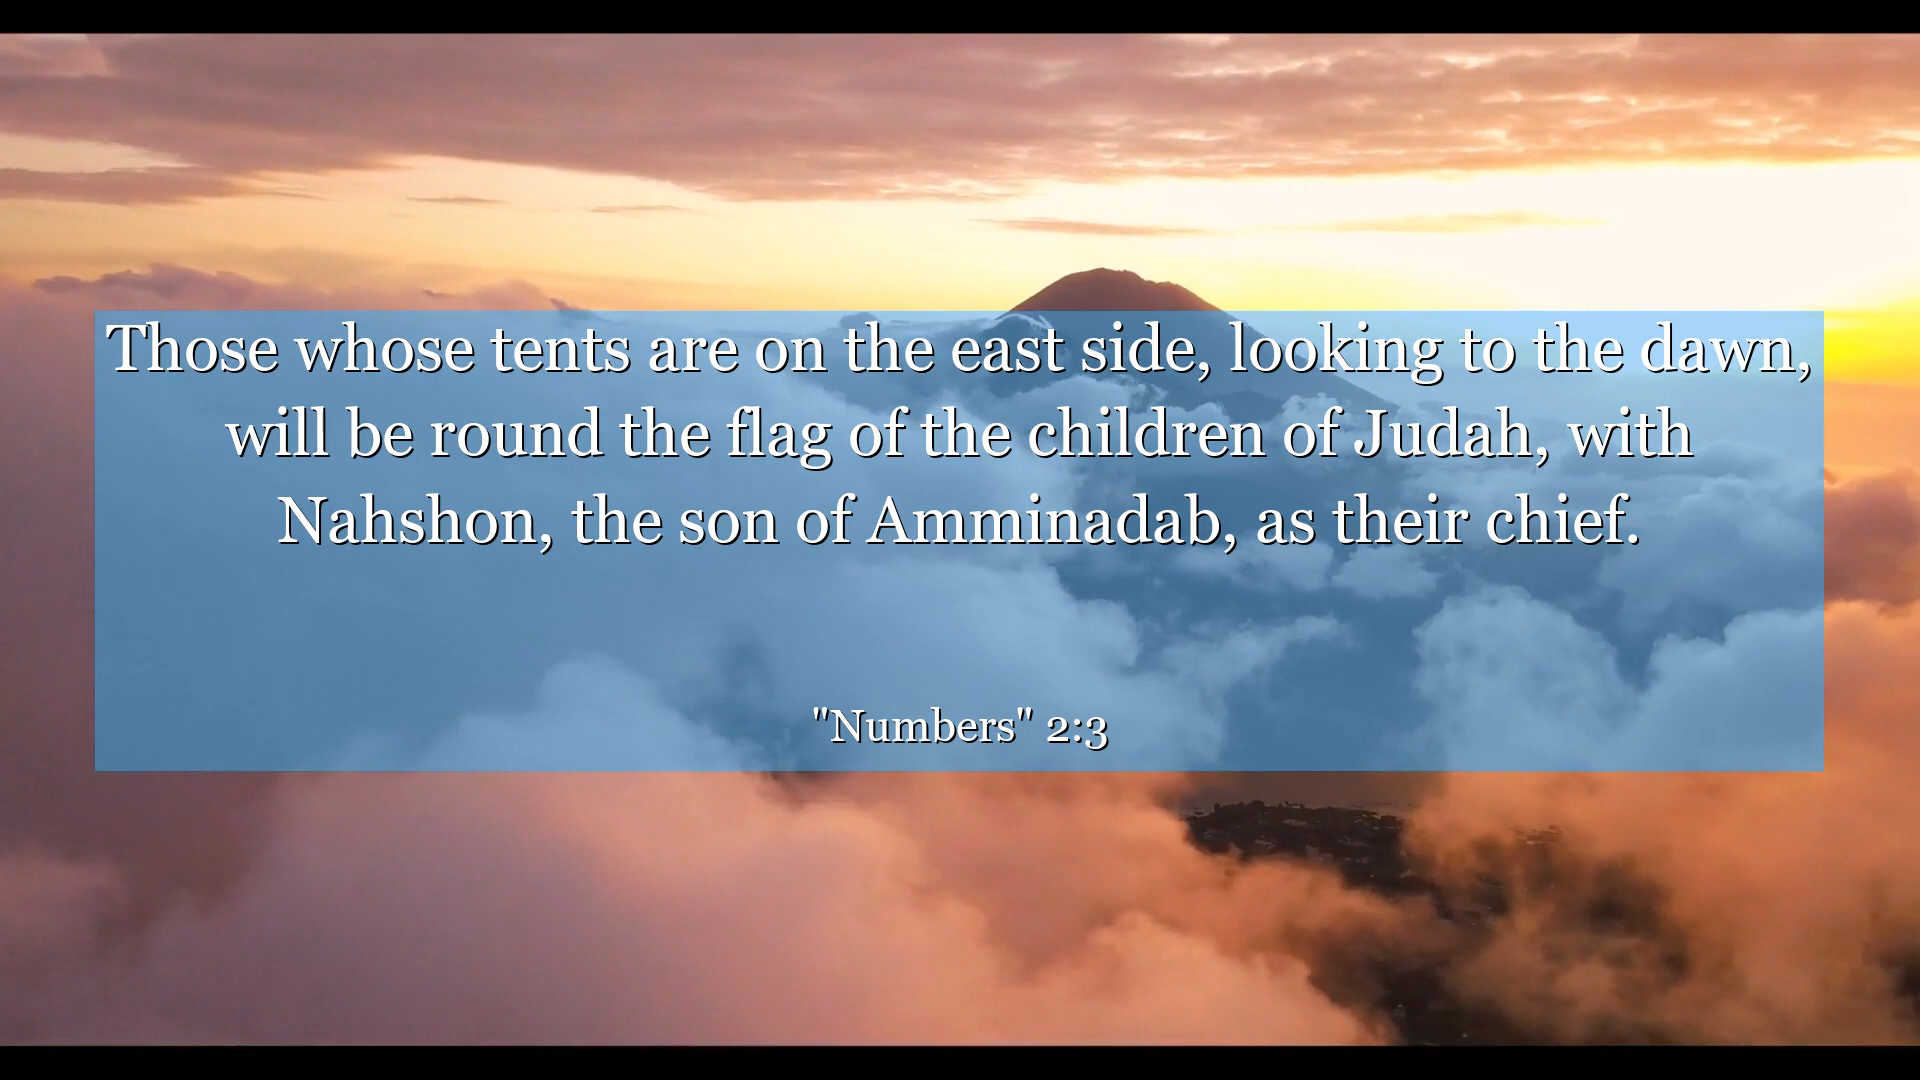 Those whose tents are on the east side, looking to the dawn,
will be round the flag of the children of Judah, with
Nahshon, the son of Amminadab, as their chief.
"Numbers" 2:3